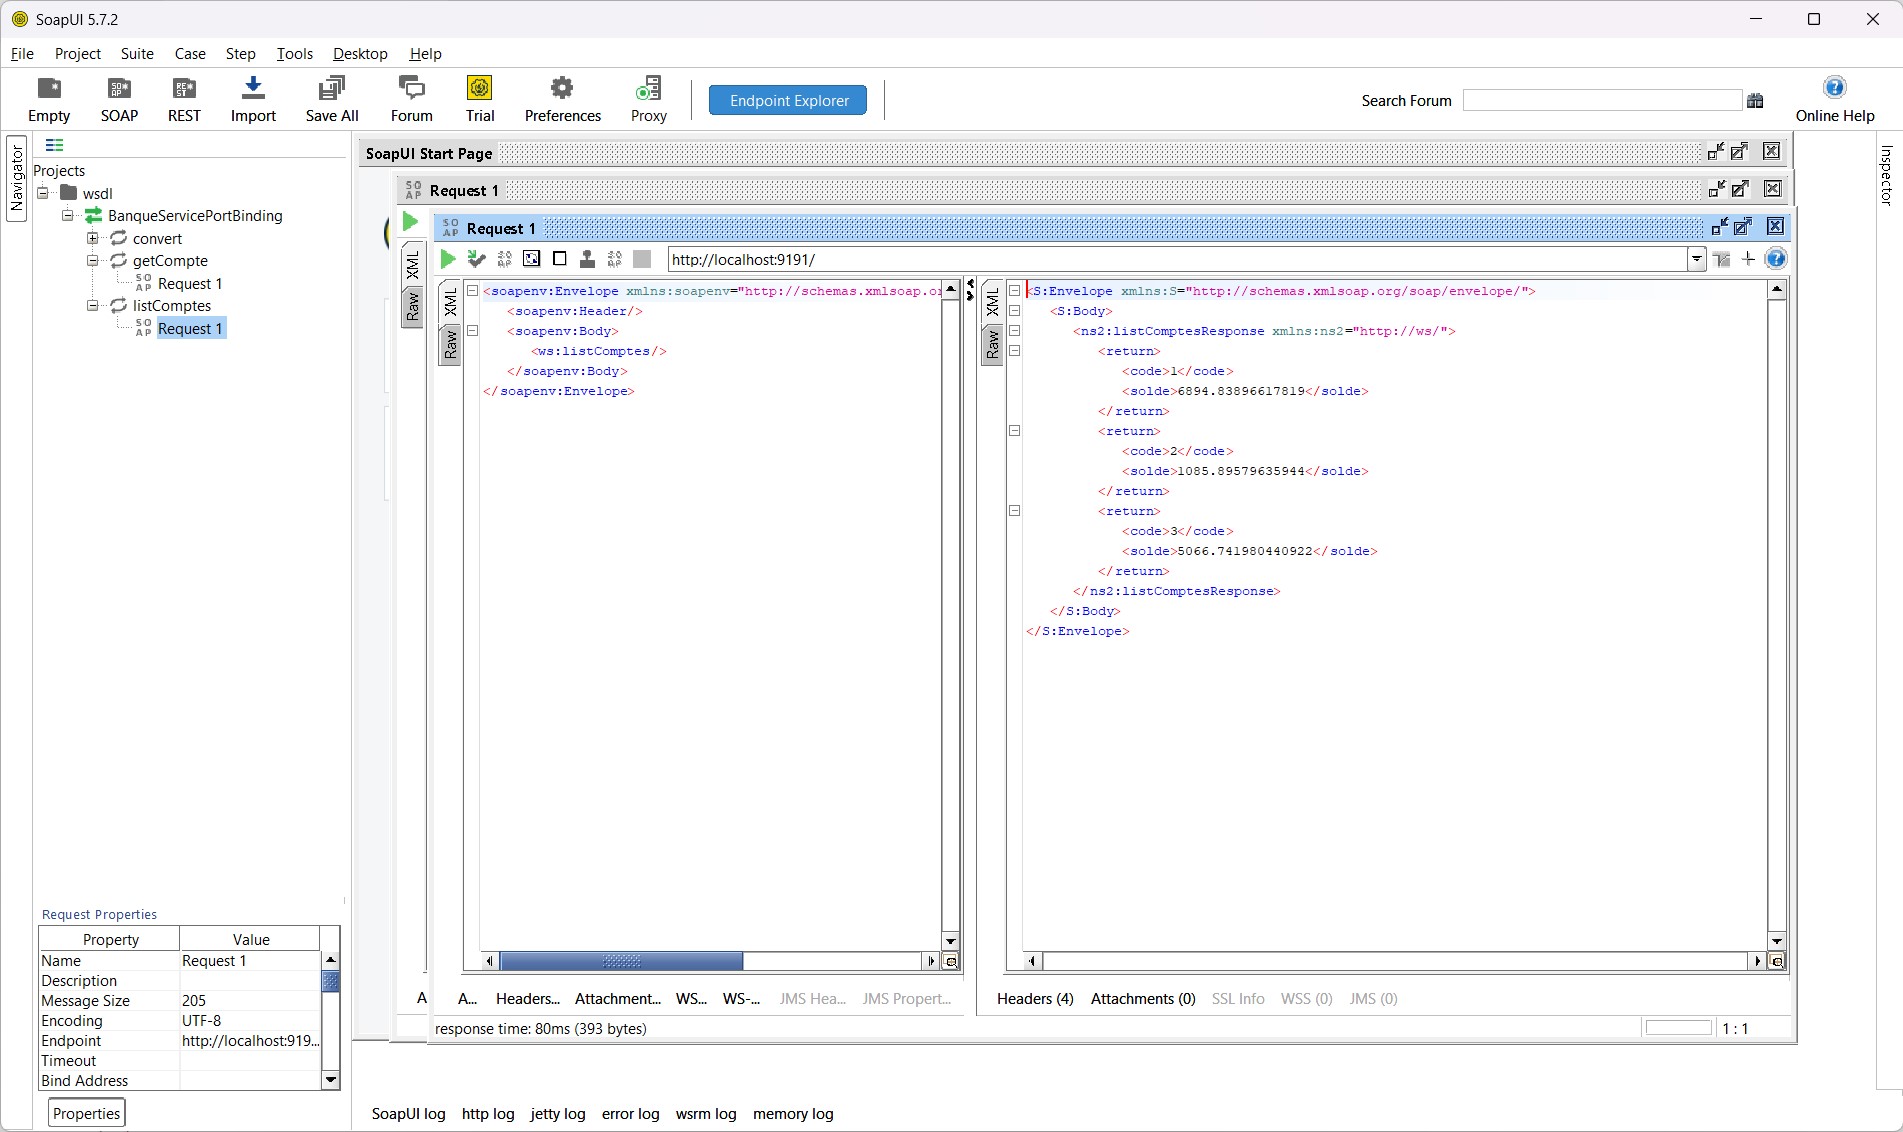 SoapUI 5.7.2
File Project Suite Case Step Tools Desktop Help
Empty SOAP REST Import Save All Forum Trial Preferences Proxy Endpoint Explorer Search Forum Online Help
Navigator
Projects
wsdl
BanqueServicePortBinding
convert
getCompte
Request 1
listComptes
Request 1
Request Properties
Property Value
Name Request 1
Description
Message Size 205
Encoding UTF-8
Endpoint http://localhost:919...
Timeout
Bind Address
Properties
SoapUI Start Page
Request 1
XML
Raw
A
Request 1
http://localhost:9191/
XML
Raw
<soapenv:Envelope xmlns:soapenv="http://schemas.xmlsoap.or
<soapenv:Header/>
<soapenv:Body>
<ws:listComptes/>
</soapenv:Body>
</soapenv:Envelope>
A... Headers... Attachment... WS... WS-... JMS Hea... JMS Propert...
XML
Raw
<S:Envelope xmlns:S="http://schemas.xmlsoap.org/soap/envelope/">
<S:Body>
<ns2:listComptesResponse xmlns:ns2="http://ws/">
<return>
<code>1</code>
<solde>6894.83896617819</solde>
</return>
<return>
<code>2</code>
<solde>1085.89579635944</solde>
</return>
<return>
<code>3</code>
<solde>5066.741980440922</solde>
</return>
</ns2:listComptesResponse>
</S:Body>
</S:Envelope>
Headers (4) Attachments (0) SSL Info WSS (0) JMS (0)
response time: 80ms (393 bytes)
1 : 1
SoapUI log http log jetty log error log wsrm log memory log
Inspector